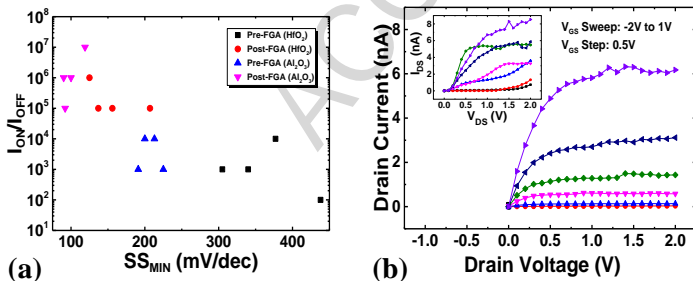 ACC
I_ON/I_OFF
10⁸
10⁷
10⁶
10⁵
10⁴
10³
10²
10¹
Pre-FGA (HfO₂)
Post-FGA (HfO₂)
Pre-FGA (Al₂O₃)
Post-FGA (Al₂O₃)
100 200 300 400
SS_MIN (mV/dec)
(a)
Drain Current (nA)
8
6
4
2
0
I_DS (nA)
8
6
4
2
0
0.0 0.5 1.0 1.5 2.0
V_DS (V)
V_GS Sweep: -2V to 1V
V_GS Step: 0.5V
-1.0 -0.5 0.0 0.5 1.0 1.5 2.0
Drain Voltage (V)
(b)